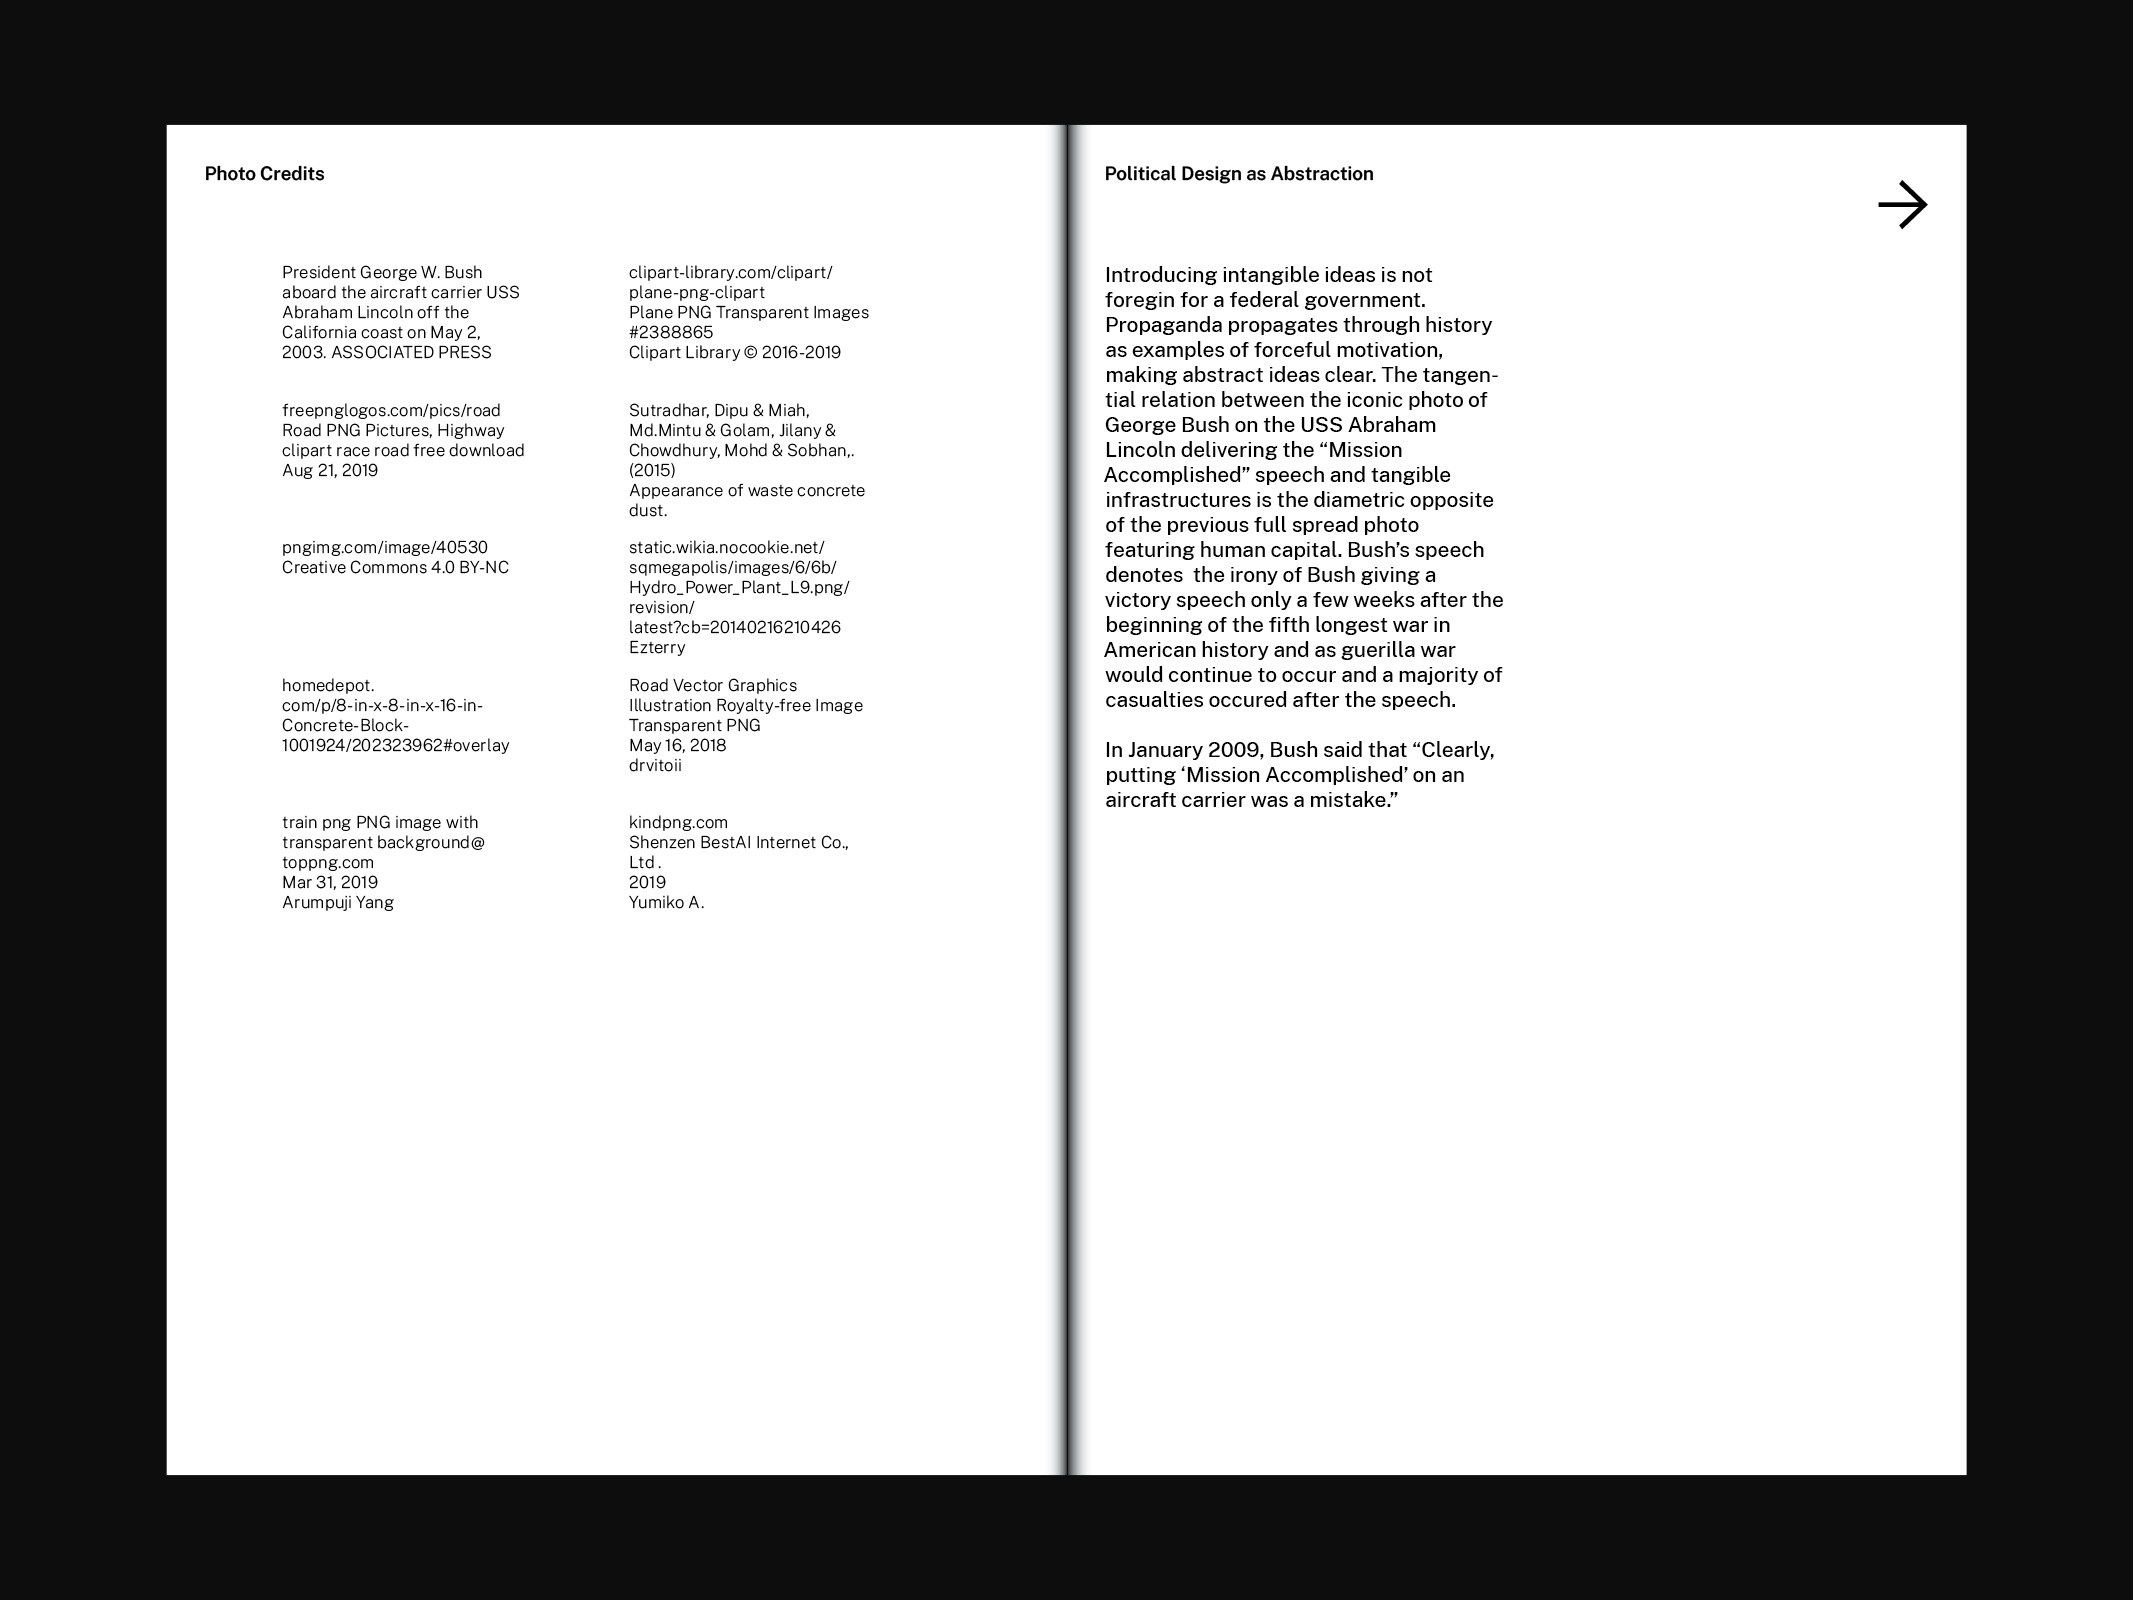 Photo Credits
President George W. Bush
aboard the aircraft carrier USS
Abraham Lincoln off the
California coast on May 2,
2003. ASSOCIATED PRESS
freepnglogos.com/pics/road
Road PNG Pictures, Highway
clipart race road free download
Aug 21, 2019
pngimg.com/image/40530
Creative Commons 4.0 BY-NC
homedepot.
com/p/8-in-x-8-in-x-16-in-
Concrete-Block-
1001924/202323962#overlay
train png PNG image with
transparent background@
toppng.com
Mar 31, 2019
Arumpuji Yang
clipart-library.com/clipart/
plane-png-clipart
Plane PNG Transparent Images
#2388865
Clipart Library © 2016-2019
Sutradhar, Dipu & Miah,
Md.Mintu & Golam, Jilany &
Chowdhury, Mohd & Sobhan,.
(2015)
Appearance of waste concrete
dust.
static.wikia.nocookie.net/
sqmegapolis/images/6/6b/
Hydro_Power_Plant_L9.png/
revision/
latest?cb=20140216210426
Ezterry
Road Vector Graphics
Illustration Royalty-free Image
Transparent PNG
May 16, 2018
drvitoii
kindpng.com
Shenzen BestAI Internet Co.,
Ltd .
2019
Yumiko A.
Political Design as Abstraction
Introducing intangible ideas is not
foregin for a federal government.
Propaganda propagates through history
as examples of forceful motivation,
making abstract ideas clear. The tangen-
tial relation between the iconic photo of
George Bush on the USS Abraham
Lincoln delivering the “Mission
Accomplished” speech and tangible
infrastructures is the diametric opposite
of the previous full spread photo
featuring human capital. Bush’s speech
denotes  the irony of Bush giving a
victory speech only a few weeks after the
beginning of the fifth longest war in
American history and as guerilla war
would continue to occur and a majority of
casualties occured after the speech.
In January 2009, Bush said that “Clearly,
putting ‘Mission Accomplished’ on an
aircraft carrier was a mistake.”